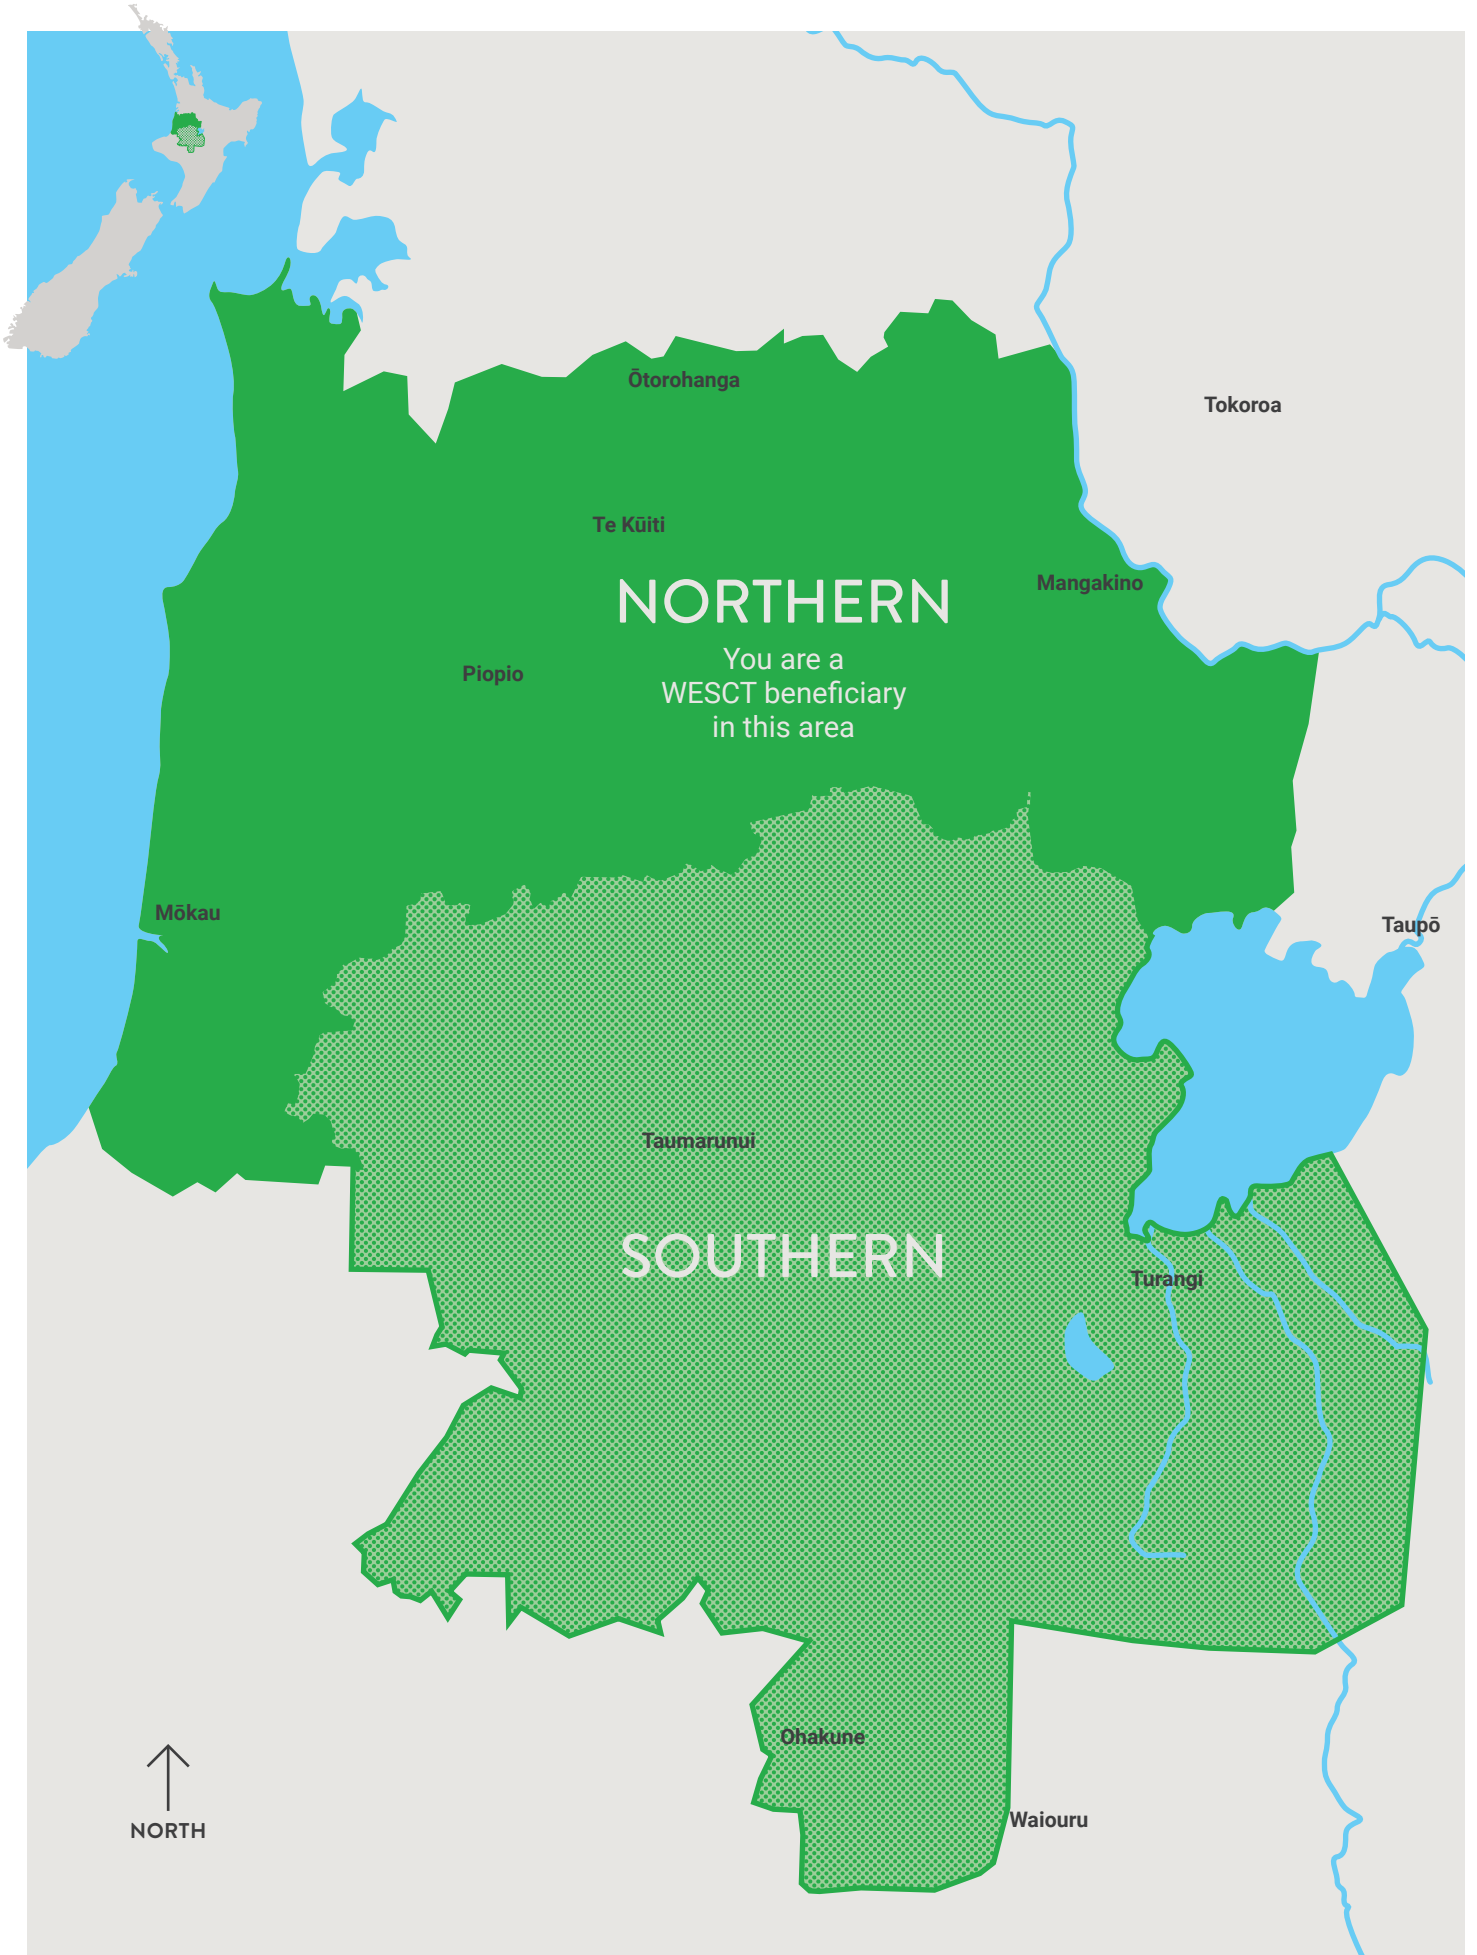 Ōtorohanga
Tokoroa
Te Kūiti
Mangakino
NORTHERN
You are a
WESCT beneficiary
in this area
Piopio
Mōkau
Taupō
Taumarunui
SOUTHERN
Turangi
Ohakune
Waiouru
NORTH